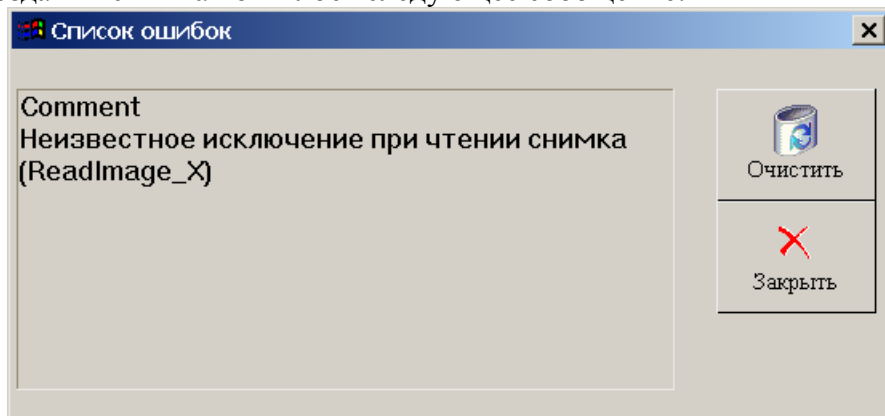 Список ошибок
Comment
Неизвестное исключение при чтении снимка
(ReadImage_X)
Очистить
Закрыть